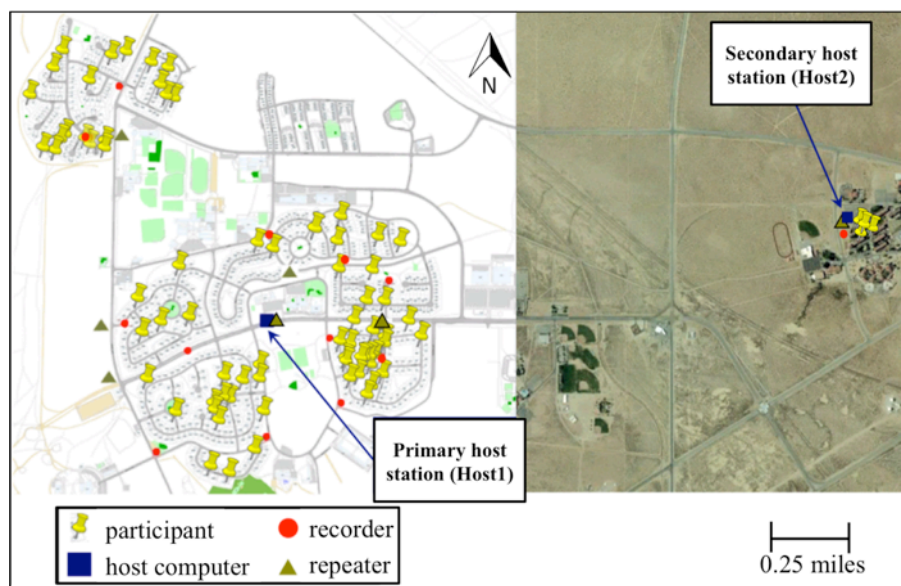 N
Secondary host
station (Host2)
Primary host
station (Host1)
participant
recorder
host computer
repeater
0.25 miles